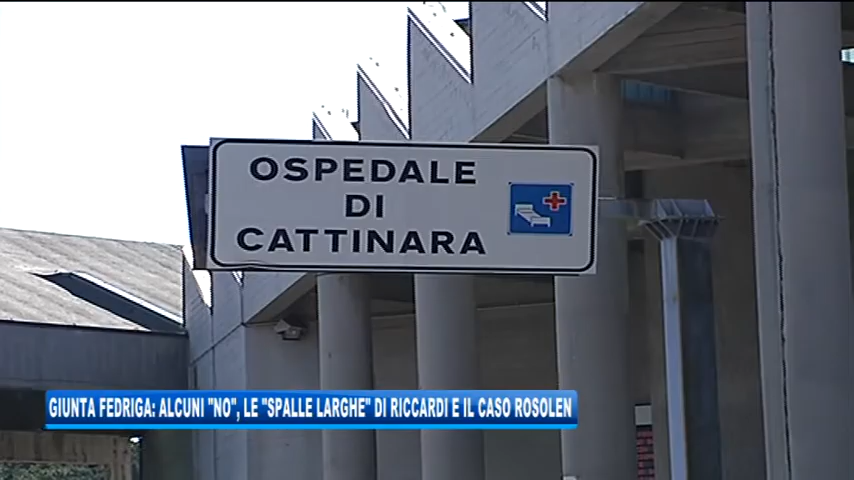 OSPEDALE
DI
CATTINARA
GIUNTA FEDRIGA: ALCUNI "NO", LE "SPALLE LARGHE" DI RICCARDI E IL CASO ROSOLEN